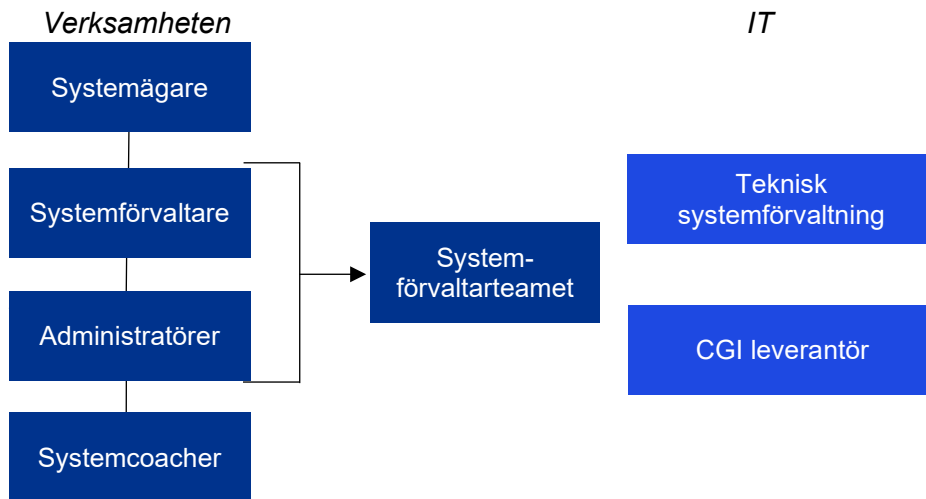 Verksamheten
IT
Systemägare
Systemförvaltare
Administratörer
Systemcoacher
System-
förvaltarteamet
Teknisk
systemförvaltning
CGI leverantör